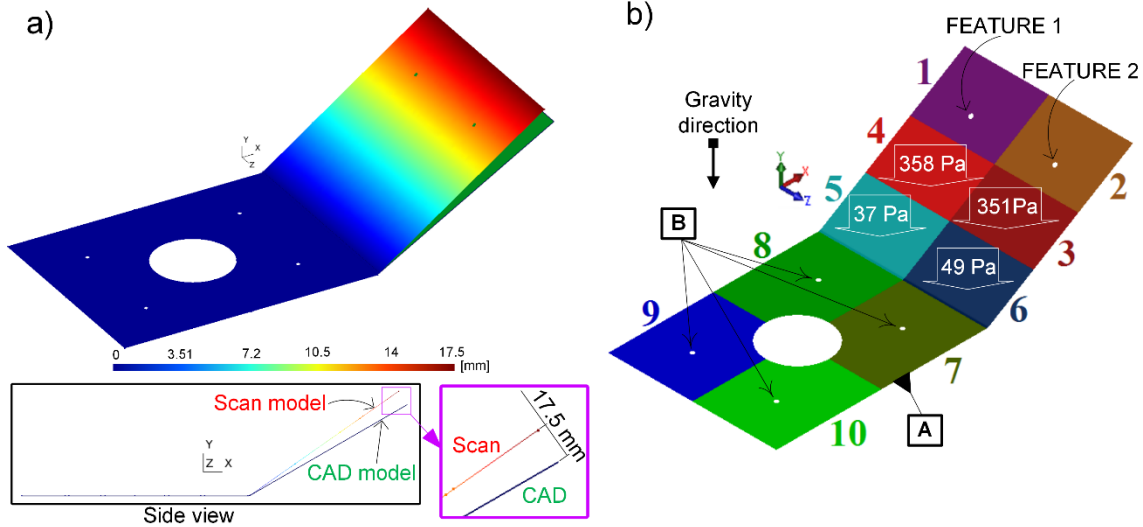 a)
Y
X
Z
0
3.51
7.2
10.5
14
17.5
[mm]
Scan model
Y
Z X
CAD model
Side view
17.5 mm
Scan
CAD
b)
FEATURE 1
FEATURE 2
Gravity
direction
Y
X
Z
1
2
4
358 Pa
5
37 Pa
351Pa
3
49 Pa
6
B
8
9
7
10
A